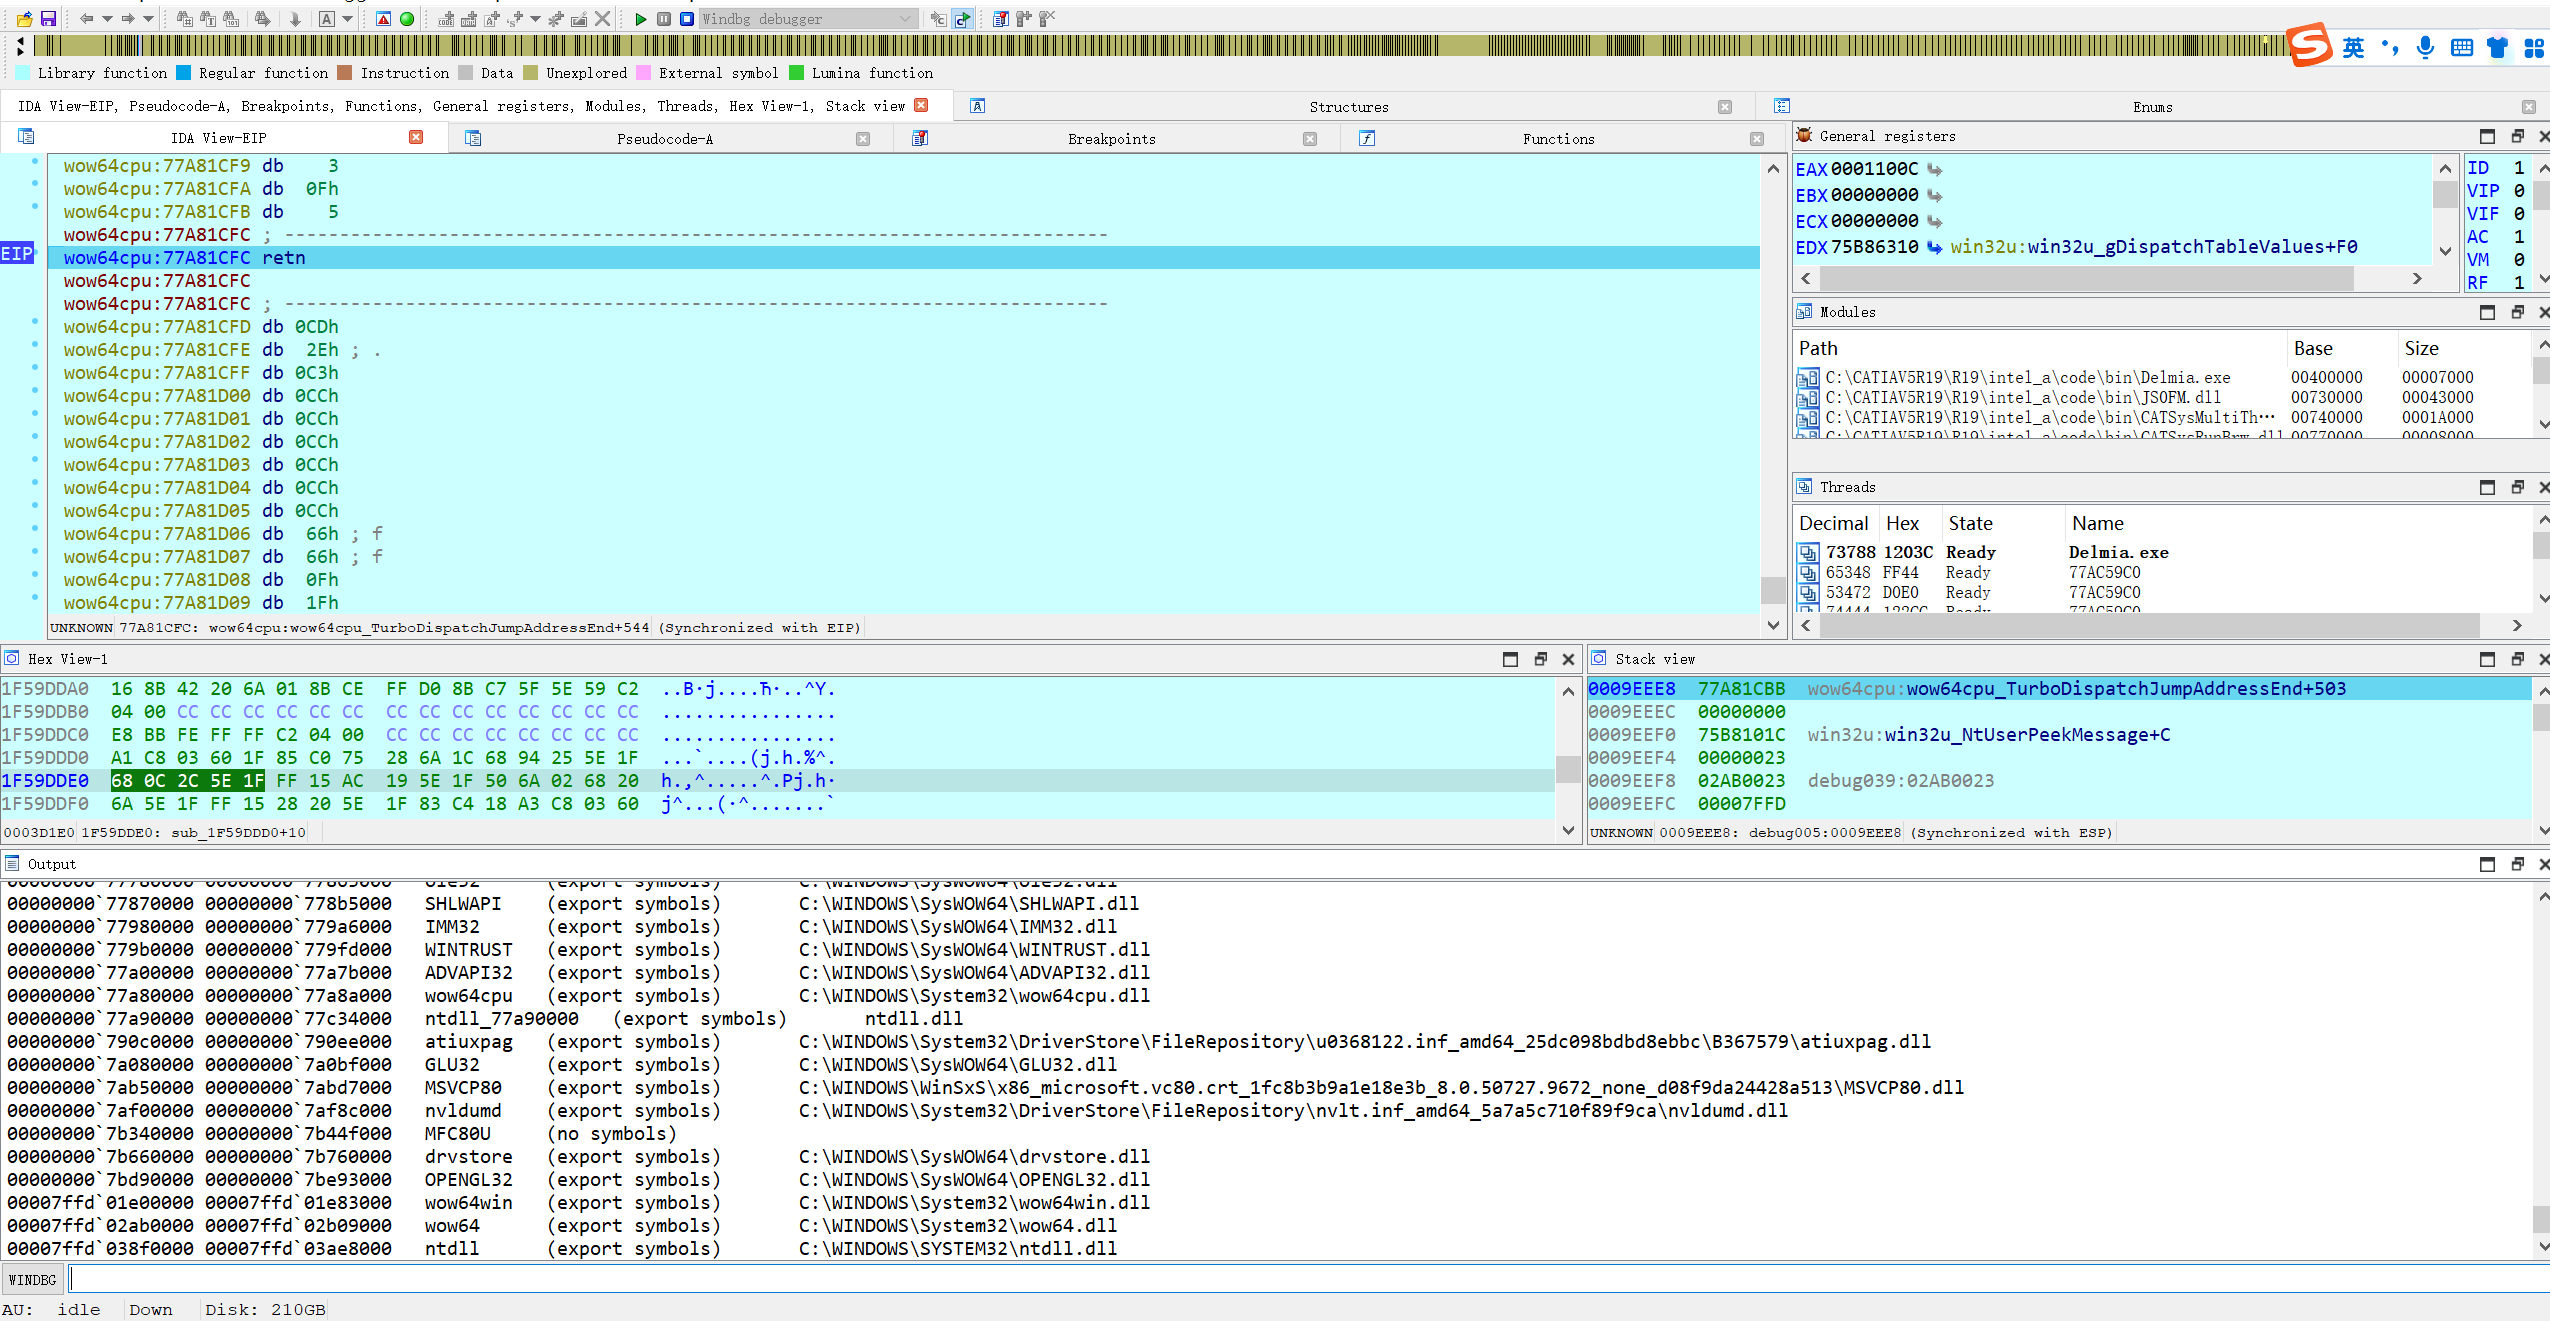 Windbg debugger
英
Library function Regular function Instruction Data Unexplored External symbol Lumina function
IDA View-EIP, Pseudocode-A, Breakpoints, Functions, General registers, Modules, Threads, Hex View-1, Stack view Structures Enums
IDA View-EIP Pseudocode-A Breakpoints Functions
wow64cpu:77A81CF9 db 3
wow64cpu:77A81CFA db 0Fh
wow64cpu:77A81CFB db 5
wow64cpu:77A81CFC ; ---------------------------------------------------------------------------
EIP wow64cpu:77A81CFC retn
wow64cpu:77A81CFC
wow64cpu:77A81CFC ; ---------------------------------------------------------------------------
wow64cpu:77A81CFD db 0CDh
wow64cpu:77A81CFE db 2Eh ; .
wow64cpu:77A81CFF db 0C3h
wow64cpu:77A81D00 db 0CCh
wow64cpu:77A81D01 db 0CCh
wow64cpu:77A81D02 db 0CCh
wow64cpu:77A81D03 db 0CCh
wow64cpu:77A81D04 db 0CCh
wow64cpu:77A81D05 db 0CCh
wow64cpu:77A81D06 db 66h ; f
wow64cpu:77A81D07 db 66h ; f
wow64cpu:77A81D08 db 0Fh
wow64cpu:77A81D09 db 1Fh
UNKNOWN 77A81CFC: wow64cpu:wow64cpu_TurboDispatchJumpAddressEnd+544 (Synchronized with EIP)
General registers
EAX 0001100C
EBX 00000000
ECX 00000000
EDX 75B86310 win32u:win32u_gDispatchTableValues+F0
ID 1
VIP 0
VIF 0
AC 1
VM 0
RF 1
Modules
Path Base Size
C:\CATIAV5R19\R19\intel_a\code\bin\Delmia.exe 00400000 00007000
C:\CATIAV5R19\R19\intel_a\code\bin\JS0FM.dll 00730000 00043000
C:\CATIAV5R19\R19\intel_a\code\bin\CATSysMultiTh… 00740000 0001A000
C:\CATIAV5R19\R19\intel_a\code\bin\CATSysRunBrw.dll 00770000 00008000
Threads
Decimal Hex State Name
73788 1203C Ready Delmia.exe
65348 FF44 Ready 77AC59C0
53472 D0E0 Ready 77AC59C0
74444 122CC Ready 77AC59C0
Hex View-1
1F59DDA0 16 8B 42 20 6A 01 8B CE FF D0 8B C7 5F 5E 59 C2 ..B·j....Ћ·..^Y.
1F59DDB0 04 00 CC CC CC CC CC CC CC CC CC CC CC CC CC CC ................
1F59DDC0 E8 BB FE FF FF C2 04 00 CC CC CC CC CC CC CC CC ................
1F59DDD0 A1 C8 03 60 1F 85 C0 75 28 6A 1C 68 94 25 5E 1F ...`....(j.h.%^.
1F59DDE0 68 0C 2C 5E 1F FF 15 AC 19 5E 1F 50 6A 02 68 20 h.,^.....^.Pj.h·
1F59DDF0 6A 5E 1F FF 15 28 20 5E 1F 83 C4 18 A3 C8 03 60 j^...(·^.......`
0003D1E0 1F59DDE0: sub_1F59DDD0+10
Stack view
0009EEE8 77A81CBB wow64cpu:wow64cpu_TurboDispatchJumpAddressEnd+503
0009EEEC 00000000
0009EEF0 75B8101C win32u:win32u_NtUserPeekMessage+C
0009EEF4 00000023
0009EEF8 02AB0023 debug039:02AB0023
0009EEFC 00007FFD
UNKNOWN 0009EEE8: debug005:0009EEE8 (Synchronized with ESP)
Output
00000000`77780000 00000000`77863000 ole32 (export symbols) C:\WINDOWS\SysWOW64\ole32.dll
00000000`77870000 00000000`778b5000 SHLWAPI (export symbols) C:\WINDOWS\SysWOW64\SHLWAPI.dll
00000000`77980000 00000000`779a6000 IMM32 (export symbols) C:\WINDOWS\SysWOW64\IMM32.dll
00000000`779b0000 00000000`779fd000 WINTRUST (export symbols) C:\WINDOWS\SysWOW64\WINTRUST.dll
00000000`77a00000 00000000`77a7b000 ADVAPI32 (export symbols) C:\WINDOWS\SysWOW64\ADVAPI32.dll
00000000`77a80000 00000000`77a8a000 wow64cpu (export symbols) C:\WINDOWS\System32\wow64cpu.dll
00000000`77a90000 00000000`77c34000 ntdll_77a90000 (export symbols) ntdll.dll
00000000`790c0000 00000000`790ee000 atiuxpag (export symbols) C:\WINDOWS\System32\DriverStore\FileRepository\u0368122.inf_amd64_25dc098bdbd8ebbc\B367579\atiuxpag.dll
00000000`7a080000 00000000`7a0bf000 GLU32 (export symbols) C:\WINDOWS\SysWOW64\GLU32.dll
00000000`7ab50000 00000000`7abd7000 MSVCP80 (export symbols) C:\WINDOWS\WinSxS\x86_microsoft.vc80.crt_1fc8b3b9a1e18e3b_8.0.50727.9672_none_d08f9da24428a513\MSVCP80.dll
00000000`7af00000 00000000`7af8c000 nvldumd (export symbols) C:\WINDOWS\System32\DriverStore\FileRepository\nvlt.inf_amd64_5a7a5c710f89f9ca\nvldumd.dll
00000000`7b340000 00000000`7b44f000 MFC80U (no symbols)
00000000`7b660000 00000000`7b760000 drvstore (export symbols) C:\WINDOWS\SysWOW64\drvstore.dll
00000000`7bd90000 00000000`7be93000 OPENGL32 (export symbols) C:\WINDOWS\SysWOW64\OPENGL32.dll
00007ffd`01e00000 00007ffd`01e83000 wow64win (export symbols) C:\WINDOWS\System32\wow64win.dll
00007ffd`02ab0000 00007ffd`02b09000 wow64 (export symbols) C:\WINDOWS\System32\wow64.dll
00007ffd`038f0000 00007ffd`03ae8000 ntdll (export symbols) C:\WINDOWS\SYSTEM32\ntdll.dll
WINDBG
AU: idle Down Disk: 210GB